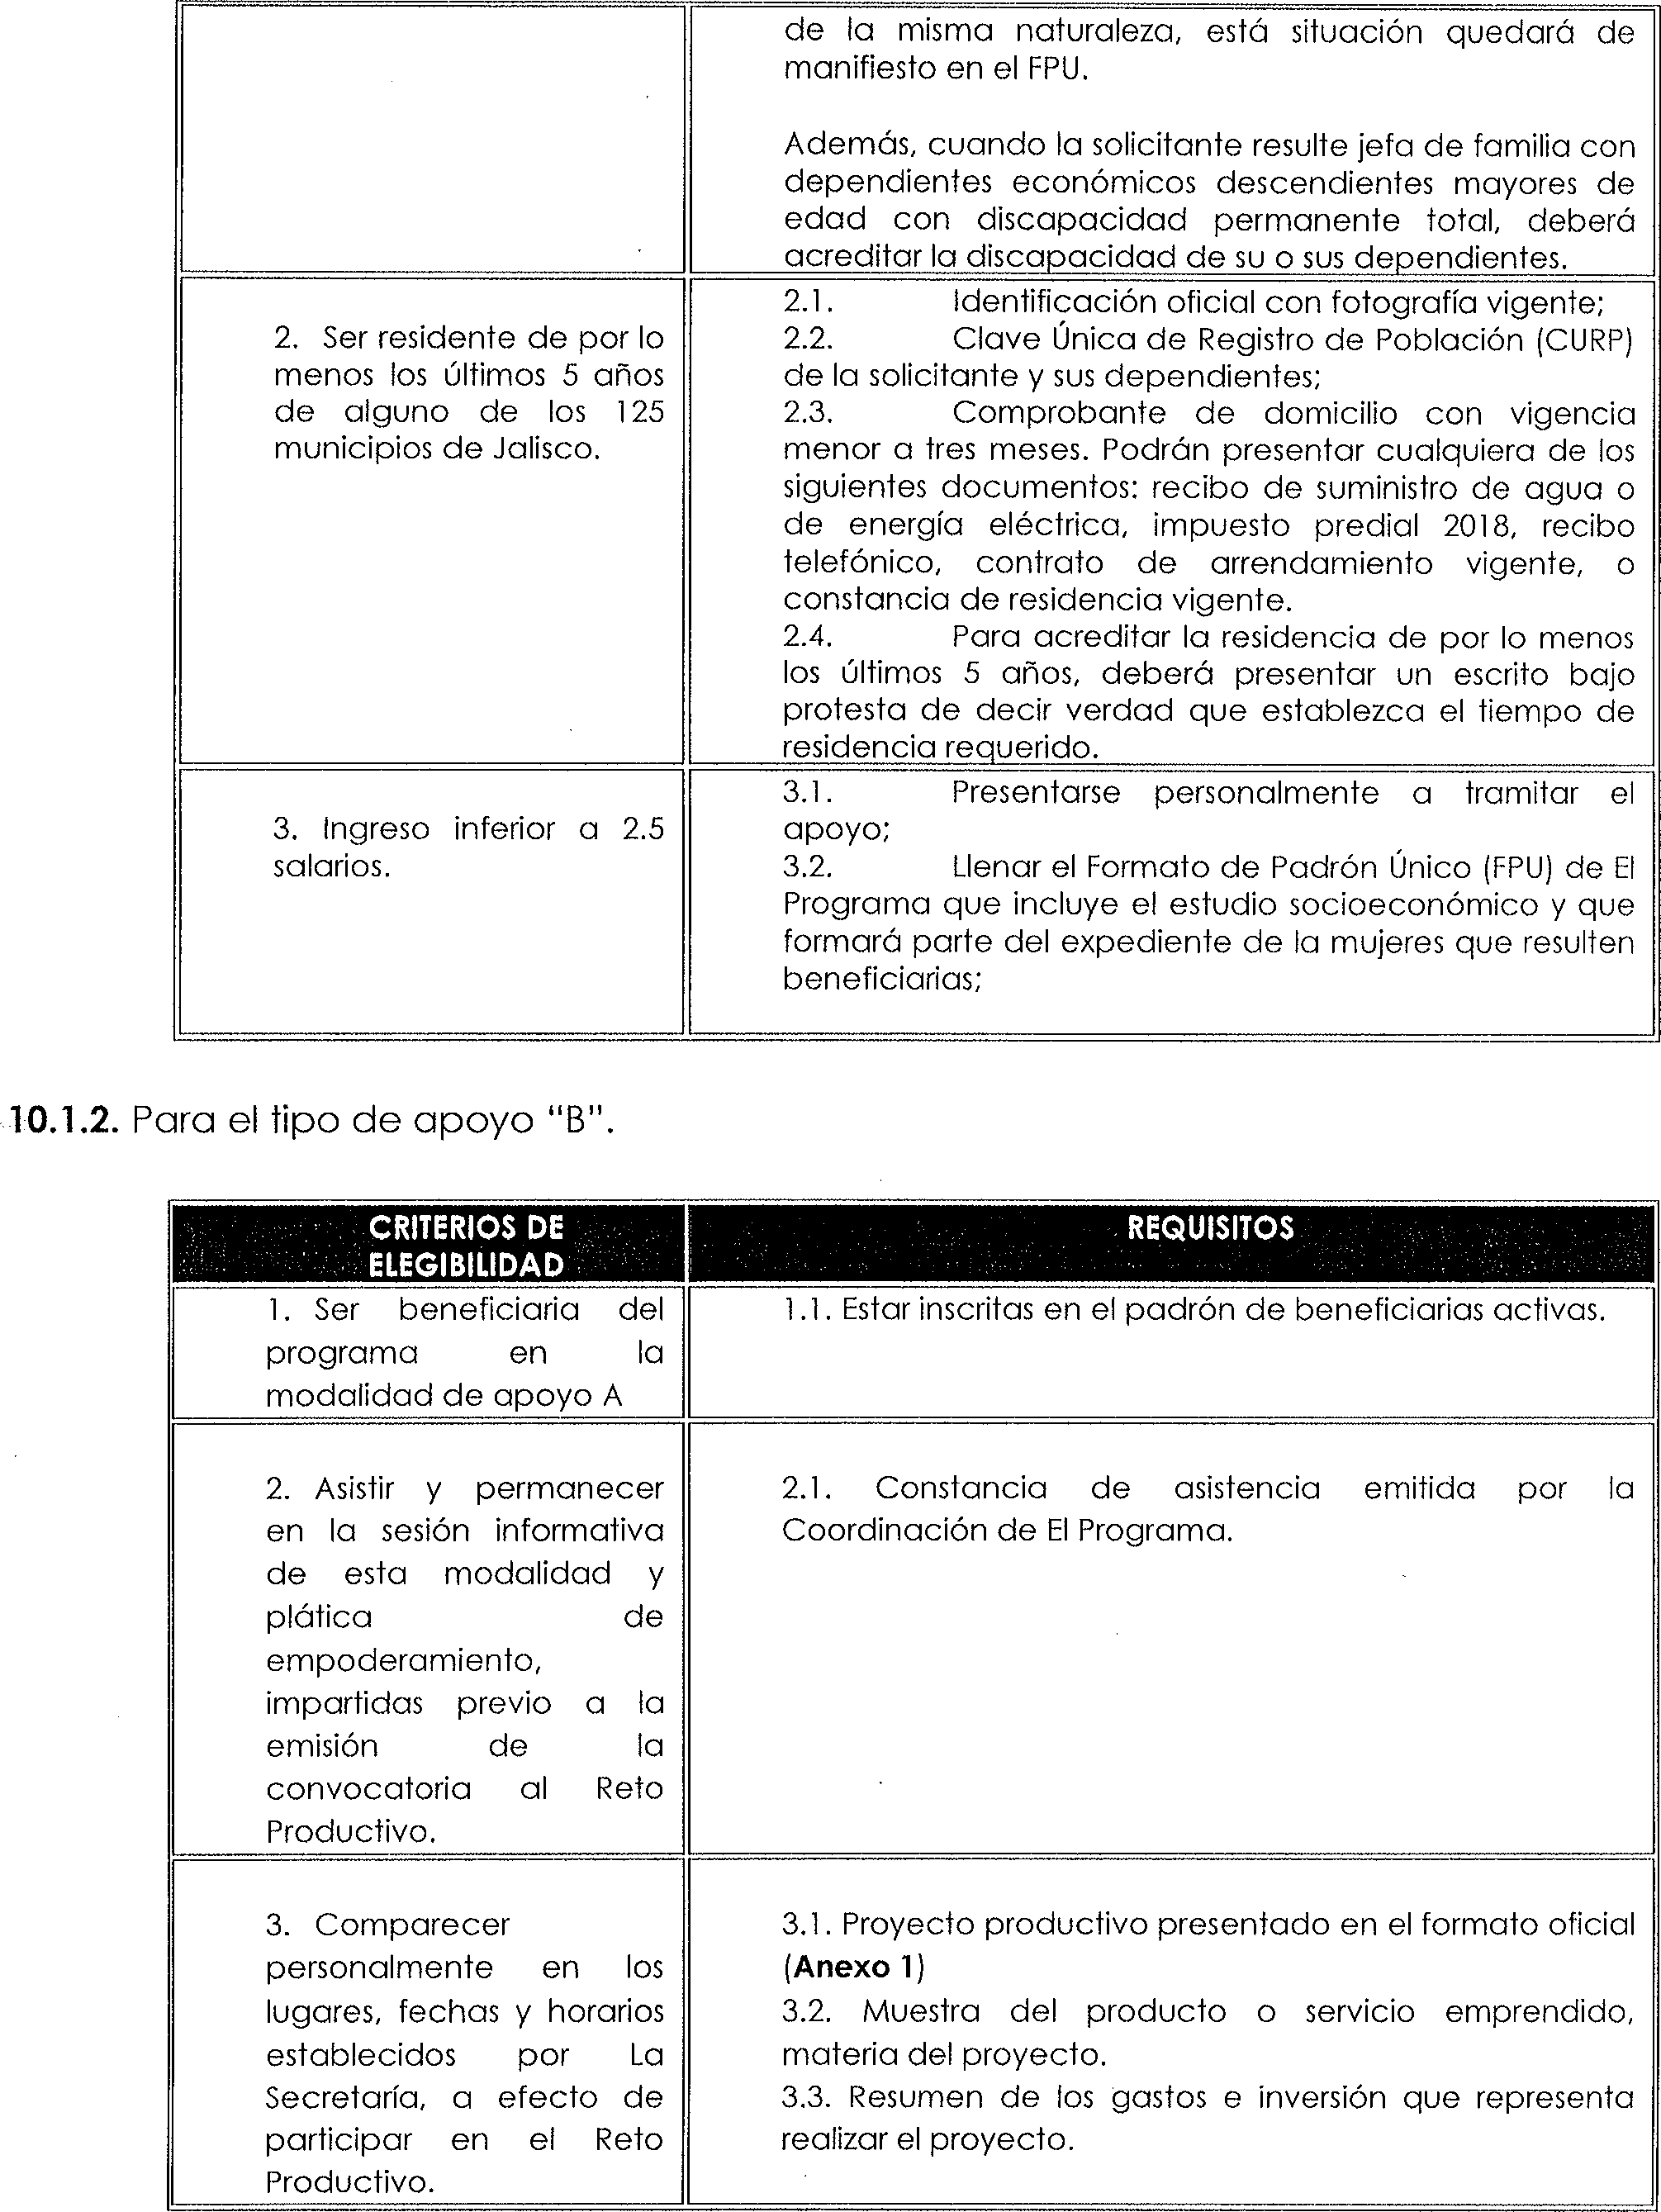 de la misma naturaleza, está situación quedará de
manifiesto en el FPU.
Además, cuando la solicitante resulte jefa de familia con
dependientes económicos descendientes mayores de
edad con discapacidad permanente total, deberá
acreditar la discapacidad de su o sus dependientes.
2. Ser residente de por lo
menos los últimos 5 años
de alguno de los 125
municipios de Jalisco.
2.1. Identificación oficial con fotografía vigente;
2.2. Clave Única de Registro de Población (CURP)
de la solicitante y sus dependientes;
2.3. Comprobante de domicilio con vigencia
menor a tres meses. Podrán presentar cualquiera de los
siguientes documentos: recibo de suministro de agua o
de energía eléctrica, impuesto predial 2018, recibo
telefónico, contrato de arrendamiento vigente, o
constancia de residencia vigente.
2.4. Para acreditar la residencia de por lo menos
los últimos 5 años, deberá presentar un escrito bajo
protesta de decir verdad que establezca el tiempo de
residencia requerido.
3. Ingreso inferior a 2.5
salarios.
3.1. Presentarse personalmente a tramitar el
apoyo;
3.2. Llenar el Formato de Padrón Único (FPU) de El
Programa que incluye el estudio socioeconómico y que
formará parte del expediente de la mujeres que resulten
beneficiarias;
10.1.2. Para el tipo de apoyo "B".
CRITERIOS DE
ELEGIBILIDAD
REQUISITOS
1. Ser beneficiaria del
programa en la
modalidad de apoyo A
1.1. Estar inscritas en el padrón de beneficiarias activas.
2. Asistir y permanecer
en la sesión informativa
de esta modalidad y
plática de
empoderamiento,
impartidas previo a la
emisión de la
convocatoria al Reto
Productivo.
2.1. Constancia de asistencia emitida por la
Coordinación de El Programa.
3. Comparecer
personalmente en los
lugares, fechas y horarios
establecidos por La
Secretaría, a efecto de
participar en el Reto
Productivo.
3.1. Proyecto productivo presentado en el formato oficial
(Anexo 1)
3.2. Muestra del producto o servicio emprendido,
materia del proyecto.
3.3. Resumen de los gastos e inversión que representa
realizar el proyecto.